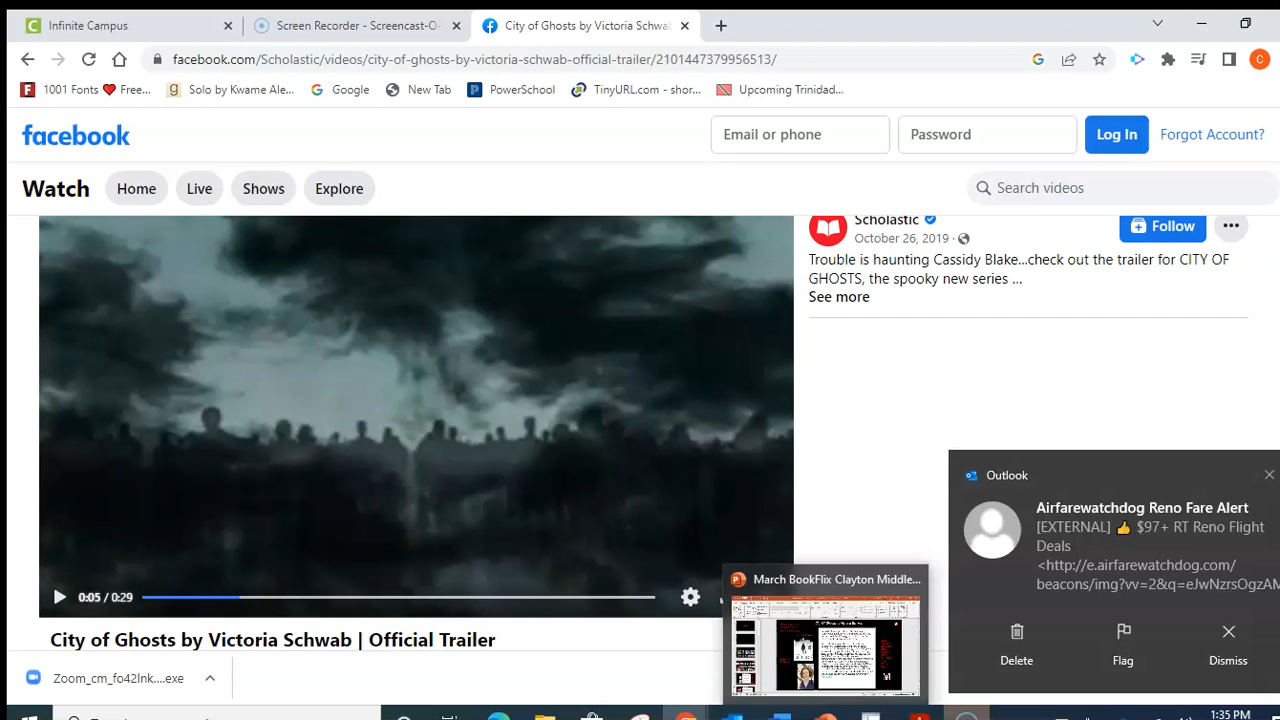 Infinite Campus
Screen Recorder - Screencast-O-
City of Ghosts by Victoria Schwa
facebook.com/Scholastic/videos/city-of-ghosts-by-victoria-schwab-official-trailer/2101447379956513/
C
1001 Fonts ❤ Free...
Solo by Kwame Ale...
Google
New Tab
PowerSchool
TinyURL.com - shor...
Upcoming Trinidad...
facebook
Email or phone
Password
Log In
Forgot Account?
Watch
Home
Live
Shows
Explore
Search videos
Scholastic
October 26, 2019 ·
Follow
Trouble is haunting Cassidy Blake...check out the trailer for CITY OF
GHOSTS, the spooky new series ...
See more
0:05 / 0:29
City of Ghosts by Victoria Schwab | Official Trailer
Outlook
Airfarewatchdog Reno Fare Alert
[EXTERNAL] 👍 $97+ RT Reno Flight
Deals
<http://e.airfarewatchdog.com/
beacons/img?vv=2&q=eJwNzrsOgzAM
Delete
Flag
Dismiss
March BookFlix Clayton Middle...
Zoom_cm_fo42lnk....exe
1:35 PM